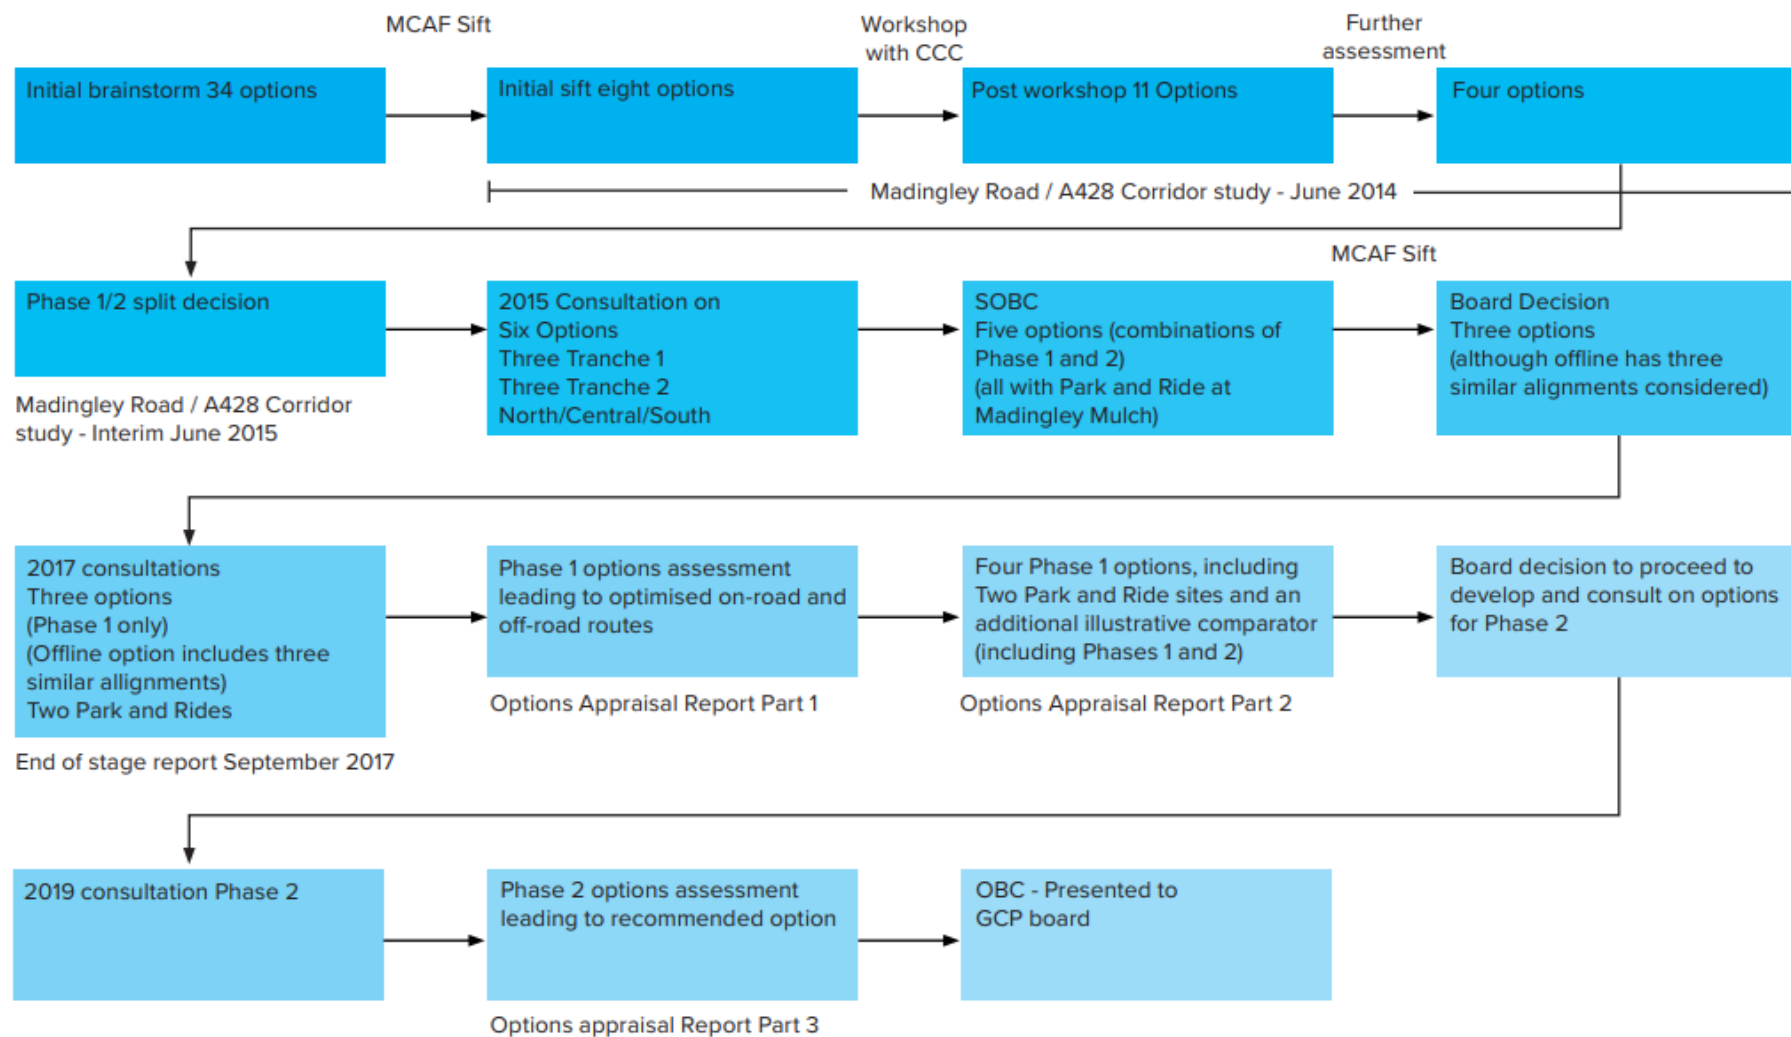 MCAF Sift
Workshop
with CCC
Further
assessment
Initial brainstorm 34 options
Initial sift eight options
Post workshop 11 Options
Four options
Madingley Road / A428 Corridor study - June 2014
MCAF Sift
Phase 1/2 split decision
2015 Consultation on
Six Options
Three Tranche 1
Three Tranche 2
North/Central/South
SOBC
Five options (combinations of
Phase 1 and 2)
(all with Park and Ride at
Madingley Mulch)
Board Decision
Three options
(although offline has three
similar alignments considered)
Madingley Road / A428 Corridor
study - Interim June 2015
2017 consultations
Three options
(Phase 1 only)
(Offline option includes three
similar allignments)
Two Park and Rides
Phase 1 options assessment
leading to optimised on-road and
off-road routes
Four Phase 1 options, including
Two Park and Ride sites and an
additional illustrative comparator
(including Phases 1 and 2)
Board decision to proceed to
develop and consult on options
for Phase 2
Options Appraisal Report Part 1
Options Appraisal Report Part 2
End of stage report September 2017
2019 consultation Phase 2
Phase 2 options assessment
leading to recommended option
OBC - Presented to
GCP board
Options appraisal Report Part 3